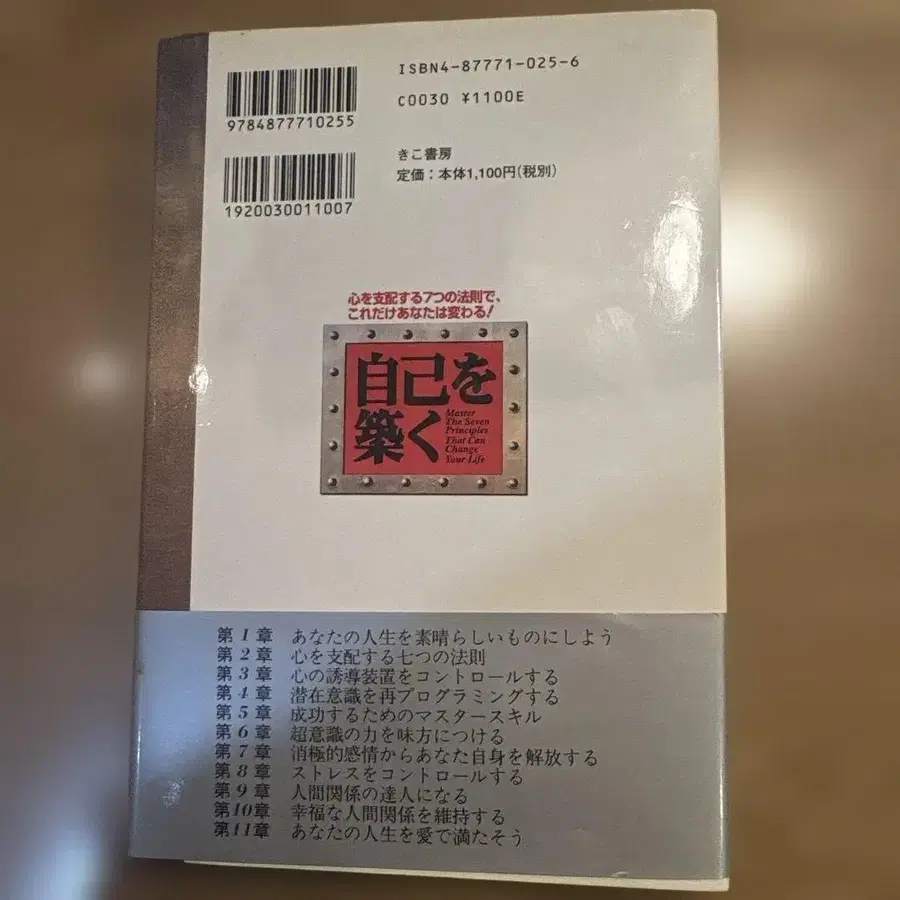 ISBN4-87771-025-6
C0030 ¥1100E
9784877710255
きこ書房
定価：本体1,100円(税別)
1920030011007
心を支配する7つの法則で、
これだけあなたは変わる!
自己を
築く
Master
The Seven
Principles
That Can
Change
Your Life
第1章 あなたの人生を素晴らしいものにしよう
第2章 心を支配する七つの法則
第3章 心の誘導装置をコントロールする
第4章 潜在意識を再プログラミングする
第5章 成功するためのマスタースキル
第6章 超意識の力を味方につける
第7章 消極的感情からあなた自身を解放する
第8章 ストレスをコントロールする
第9章 人間関係の達人になる
第10章 幸福な人間関係を維持する
第11章 あなたの人生を愛で満たそう